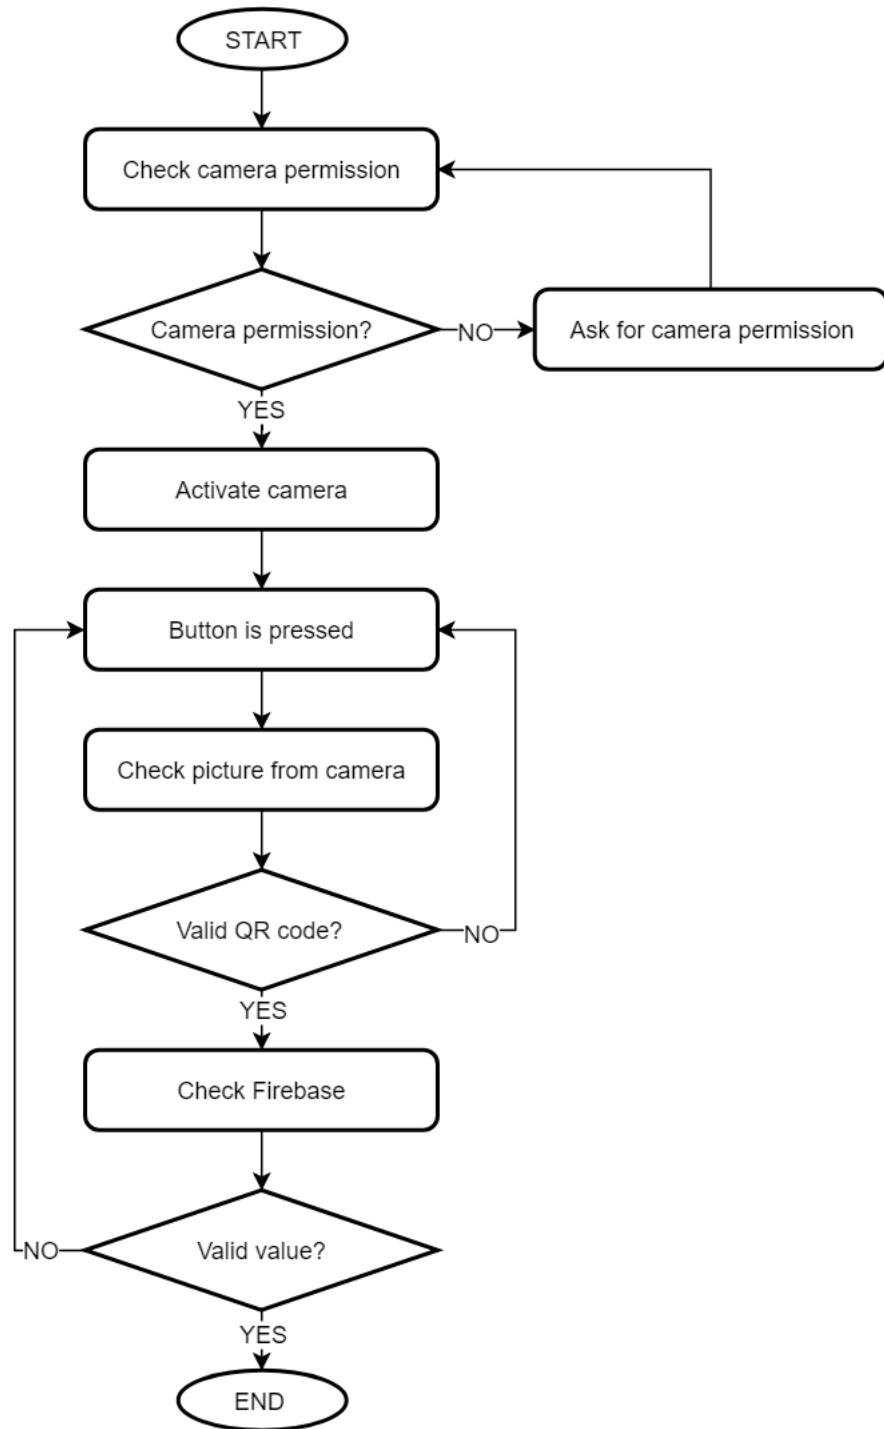 START
Check camera permission
Camera permission?
NO
Ask for camera permission
YES
Activate camera
Button is pressed
Check picture from camera
Valid QR code?
NO
YES
Check Firebase
Valid value?
NO
YES
END